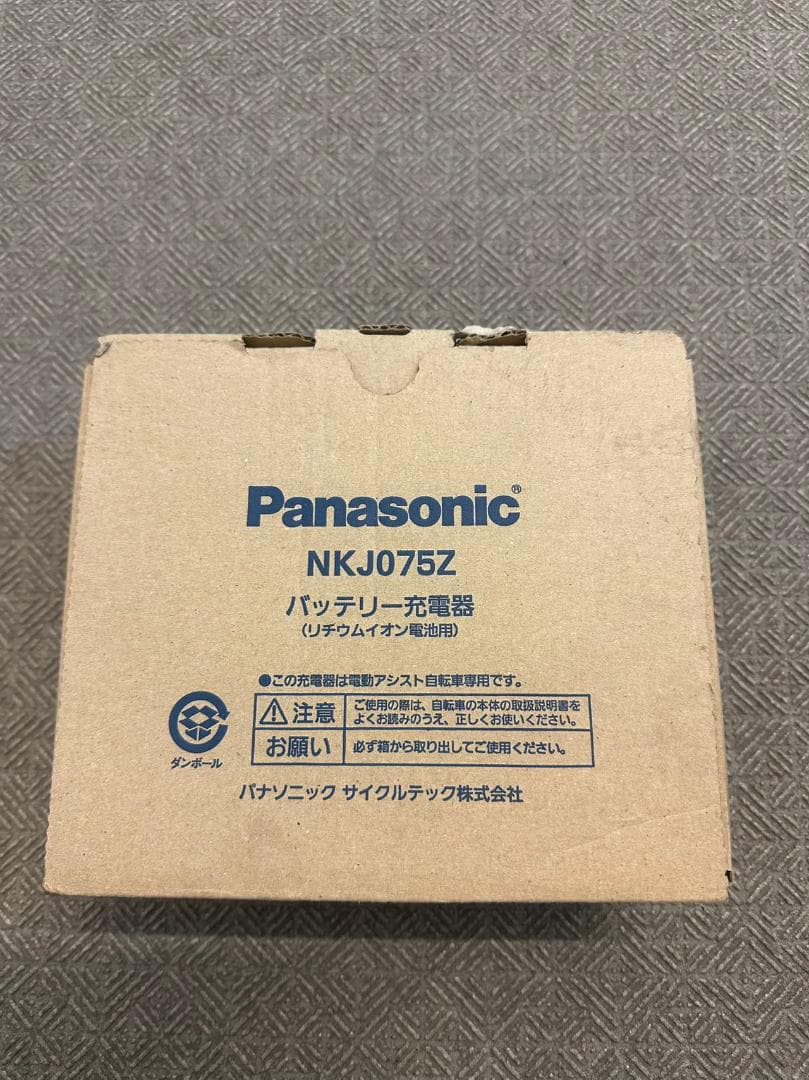 Panasonic®
NKJ075Z
バッテリー充電器
(リチウムイオン電池用)
●この充電器は電動アシスト自転車専用です。
注意
ご使用の際は、自転車の本体の取扱説明書を
よくお読みのうえ、正しくお使いください。
お願い
必ず箱から取り出してご使用ください。
ダンボール
パナソニック サイクルテック株式会社